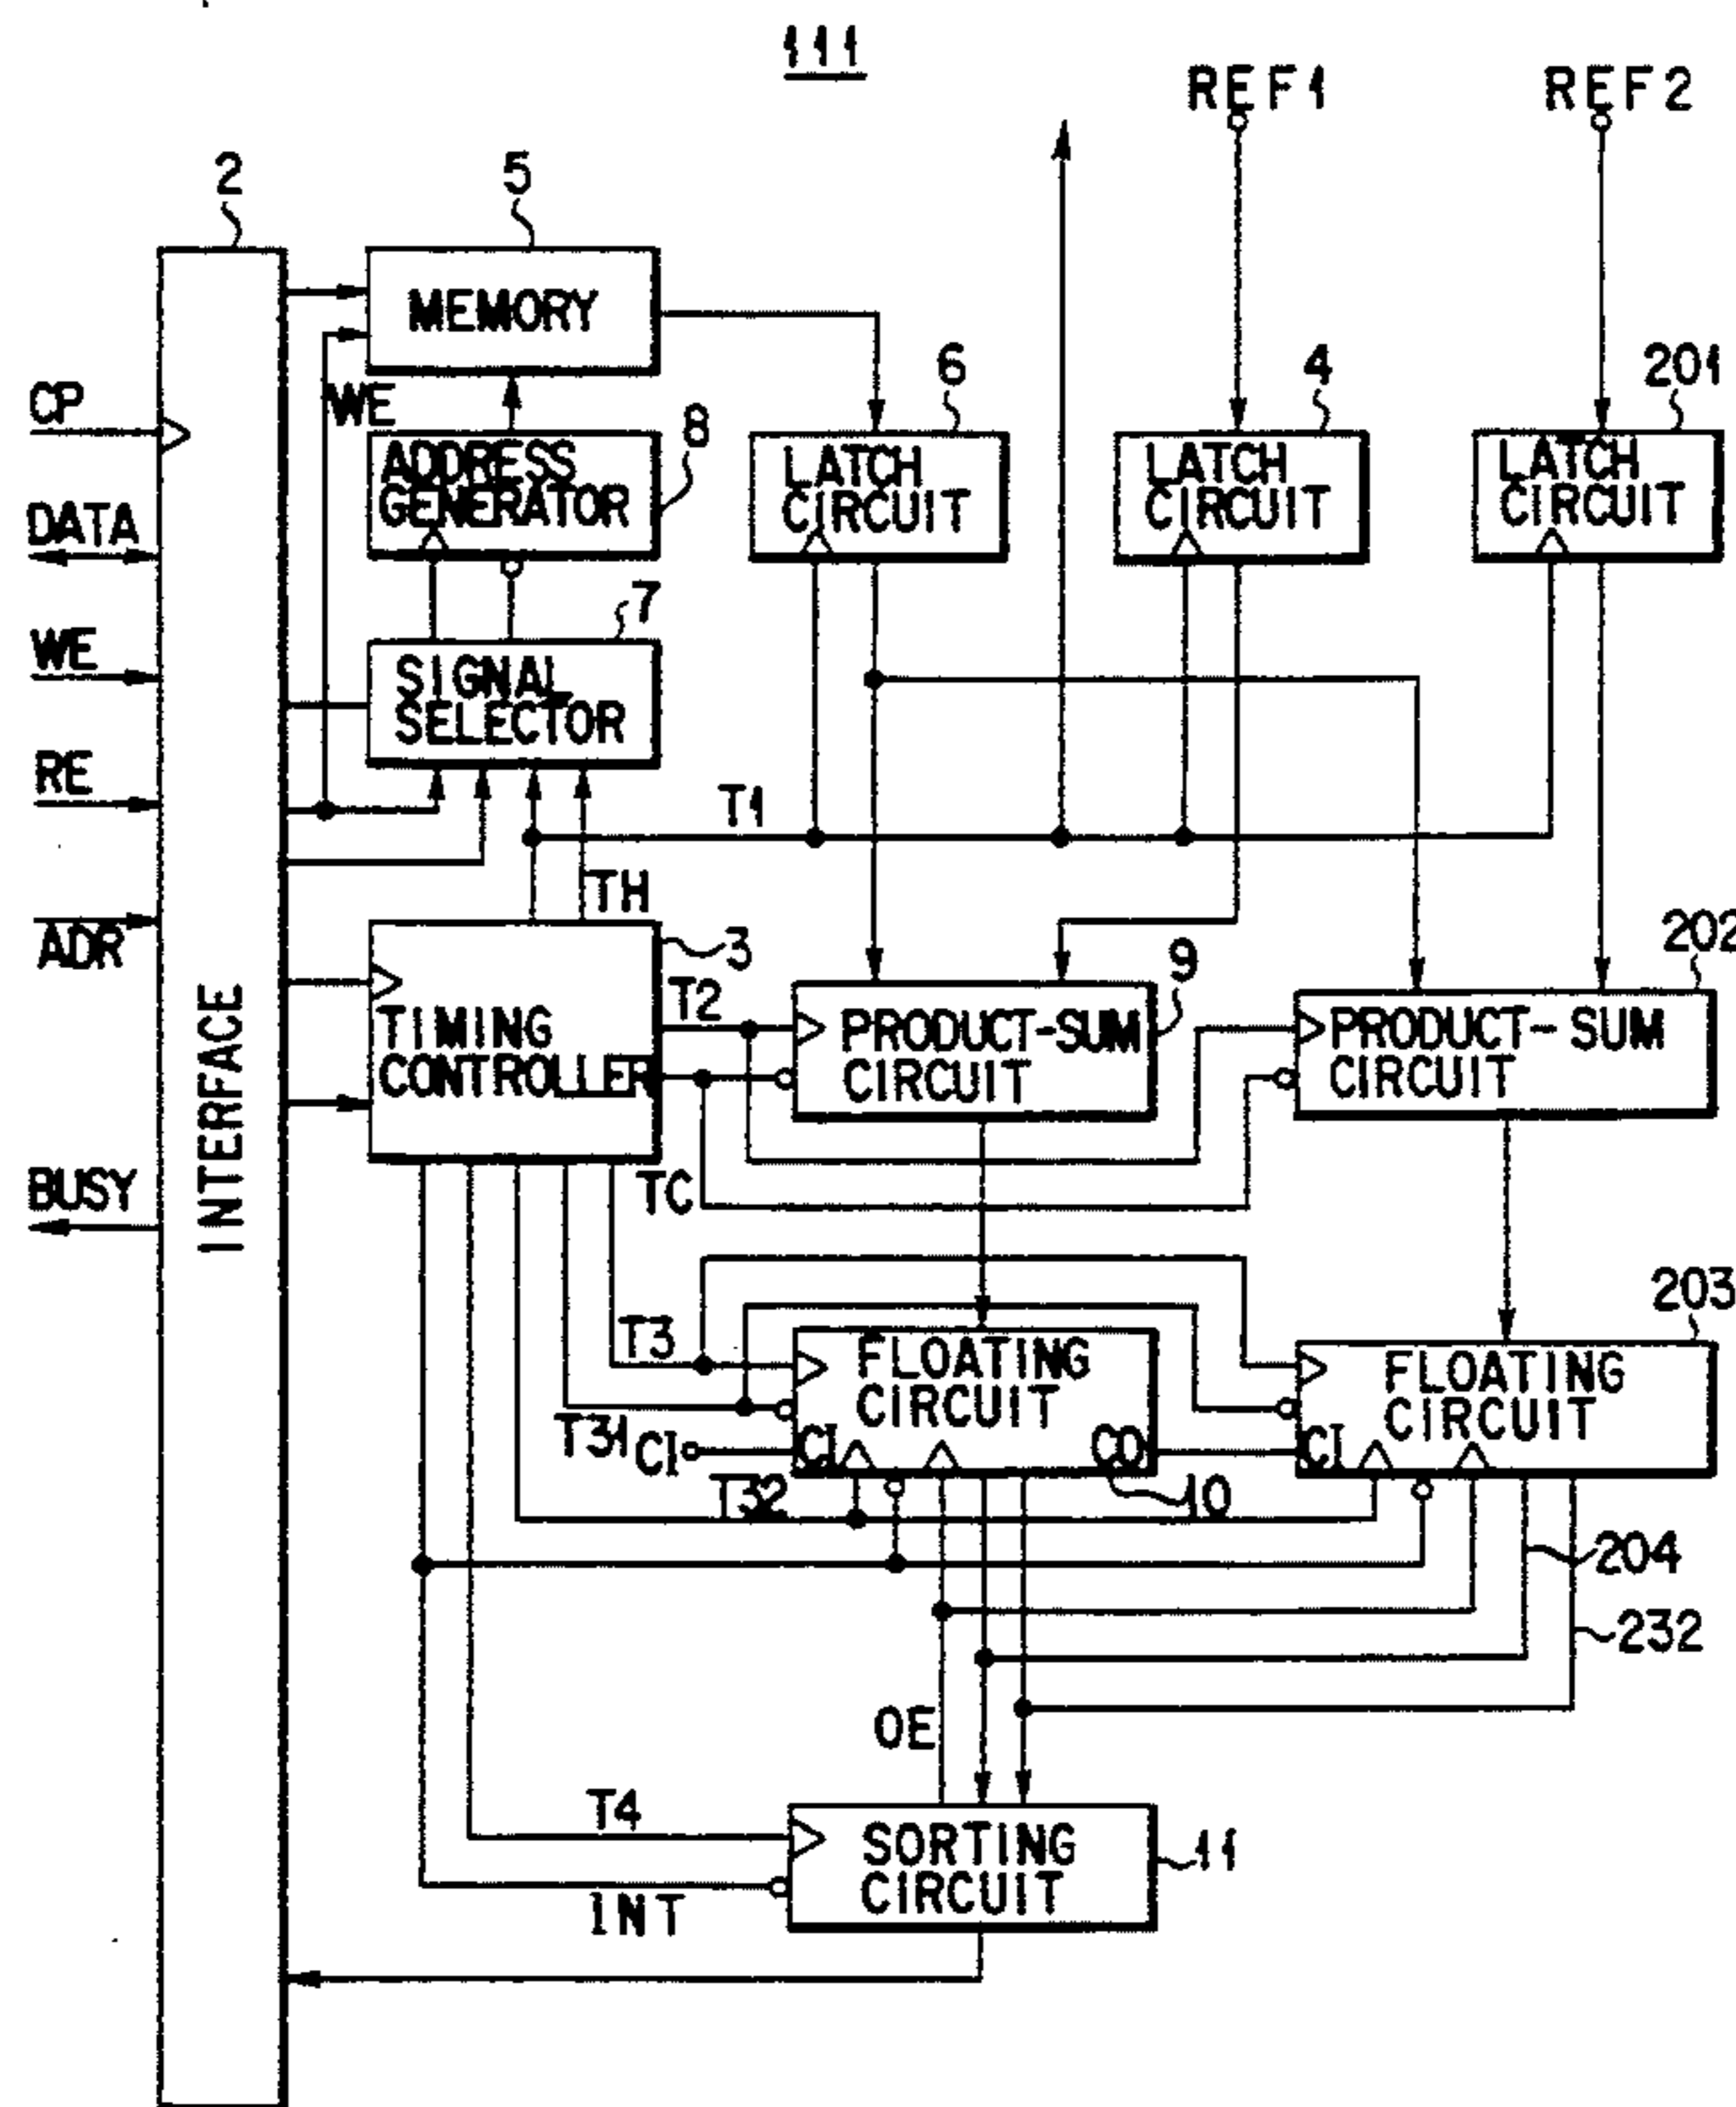 111
REF1
REF2
2
5
MEMORY
6
4
201
CP
WE
ADDRESS
GENERATOR
8
LATCH
CIRCUIT
LATCH
CIRCUIT
LATCH
CIRCUIT
DATA
7
WE
SIGNAL
SELECTOR
RE
T1
TH
ADR
3
9
202
INTERFACE
T2
TIMING
CONTROLLER
PRODUCT-SUM
CIRCUIT
PRODUCT-SUM
CIRCUIT
BUSY
TC
203
T3
FLOATING
CIRCUIT
FLOATING
CIRCUIT
T31
CI
CI
CO
CI
T32
10
204
232
OE
T4
SORTING
CIRCUIT
11
INT